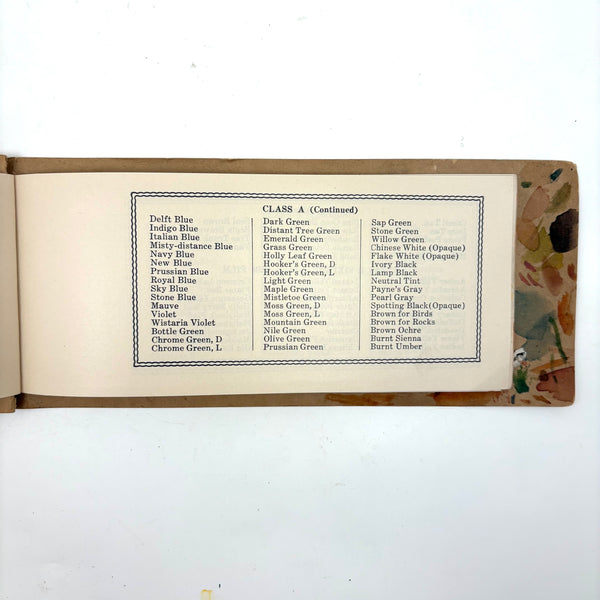 CLASS A (Continued)
Delft Blue
Indigo Blue
Italian Blue
Misty-distance Blue
Navy Blue
New Blue
Prussian Blue
Royal Blue
Sky Blue
Stone Blue
Mauve
Violet
Wistaria Violet
Bottle Green
Chrome Green, D
Chrome Green, L
Dark Green
Distant Tree Green
Emerald Green
Grass Green
Holly Leaf Green
Hooker's Green, D
Hooker's Green, L
Light Green
Maple Green
Mistletoe Green
Moss Green, D
Moss Green, L
Mountain Green
Nile Green
Olive Green
Prussian Green
Sap Green
Stone Green
Willow Green
Chinese White (Opaque)
Flake White (Opaque)
Ivory Black
Lamp Black
Neutral Tint
Payne's Gray
Pearl Gray
Spotting Black (Opaque)
Brown for Birds
Brown for Rocks
Brown Ochre
Burnt Sienna
Burnt Umber